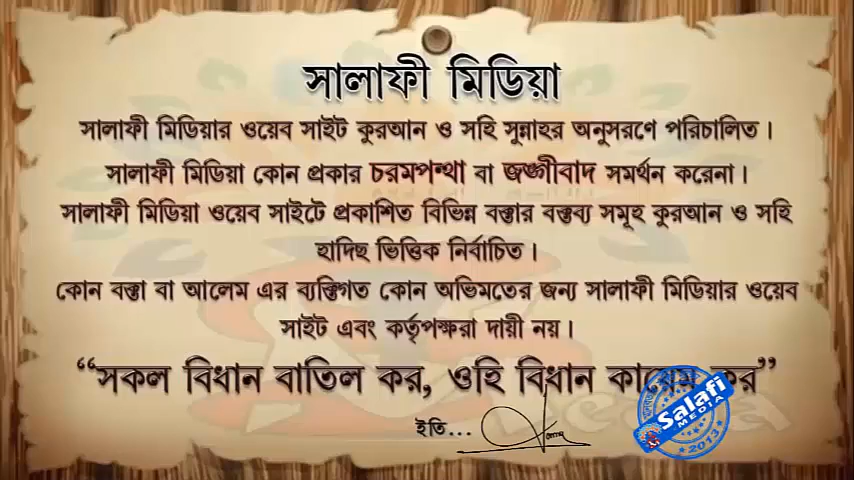 সালাফী মিডিয়া
সালাফী মিডিয়ার ওয়েব সাইট কুরআন ও সহি সুন্নাহর অনুসরণে পরিচালিত।
সালাফী মিডিয়া কোন প্রকার চরমপন্থা বা জঙ্গীবাদ সমর্থন করেনা।
সালাফী মিডিয়া ওয়েব সাইটে প্রকাশিত বিভিন্ন বক্তার বক্তব্য সমূহ কুরআন ও সহি
হাদিছ ভিত্তিক নির্বাচিত।
কোন বক্তা বা আলেম এর ব্যক্তিগত কোন অভিমতের জন্য সালাফী মিডিয়ার ওয়েব
সাইট এবং কর্তৃপক্ষরা দায়ী নয়।
“সকল বিধান বাতিল কর, ওহি বিধান কায়েম কর”
ইতি...
Salafi
MEDIA
2013